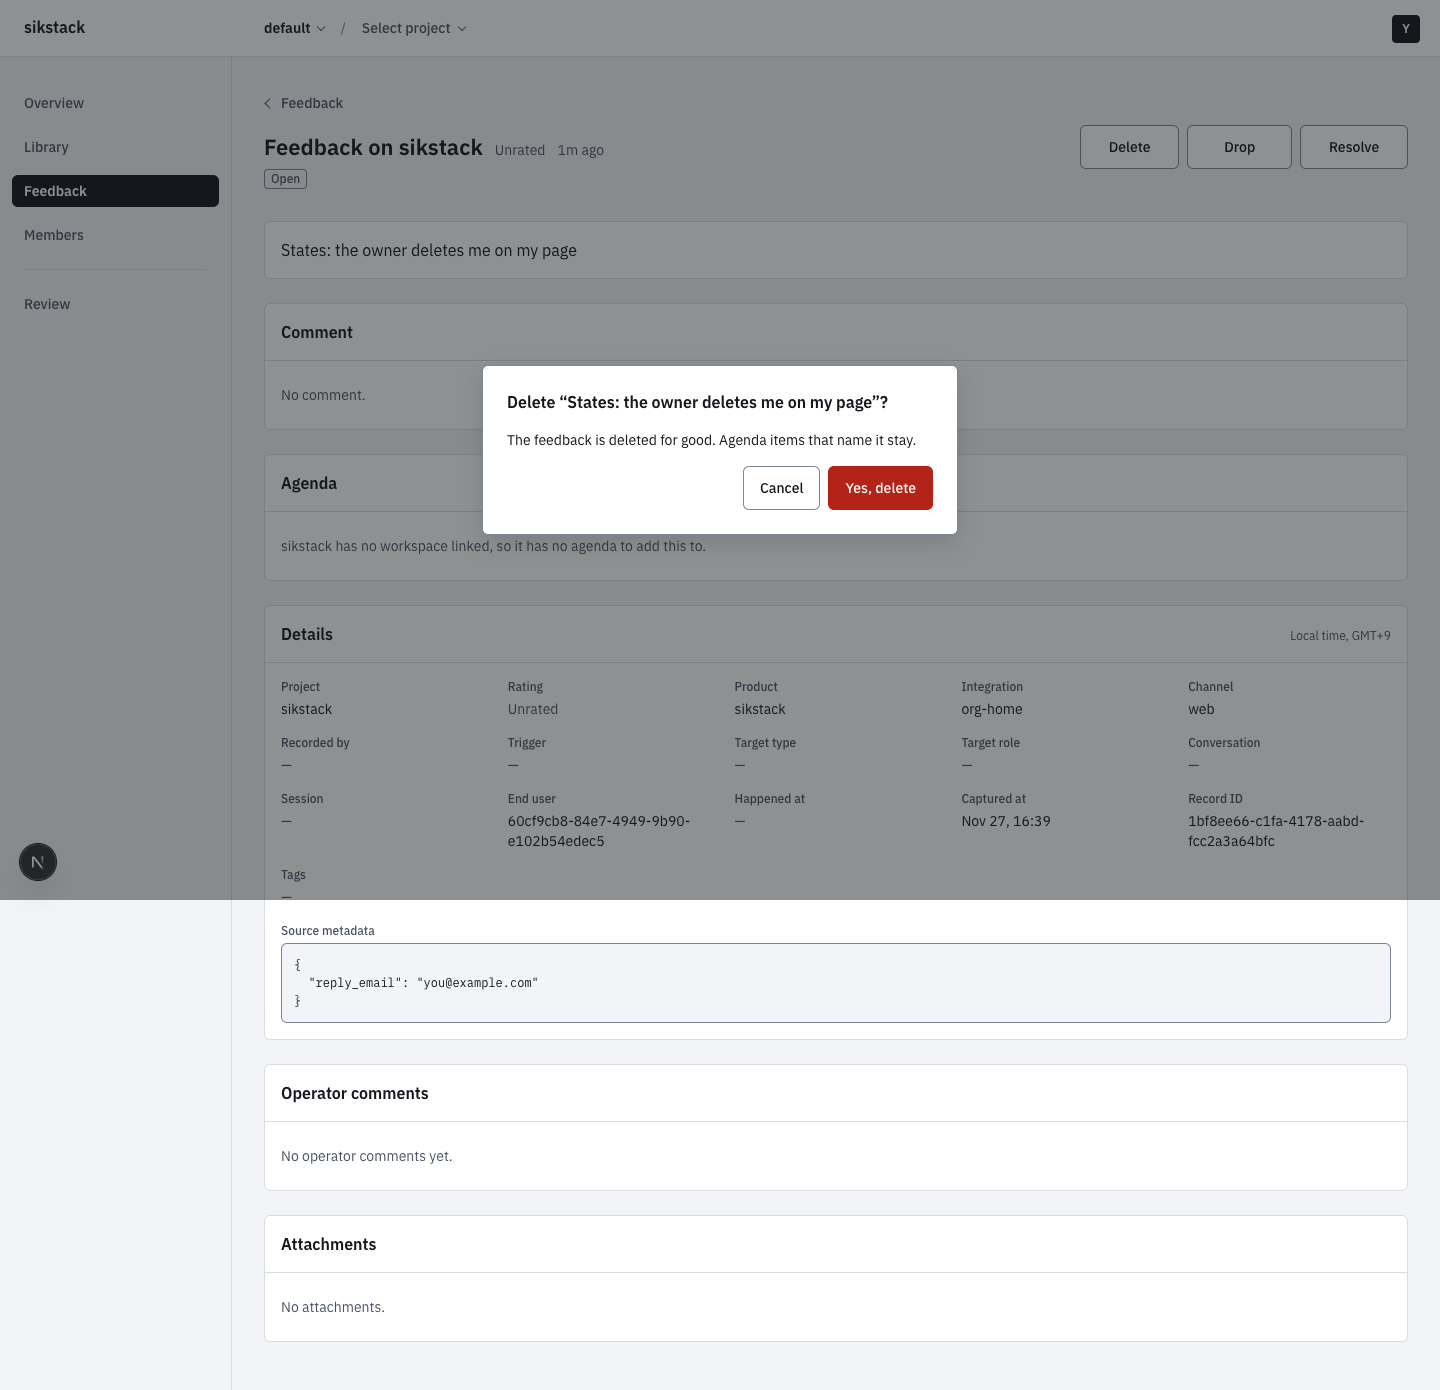 sikstack
default / Select project
Y
Overview
Library
Feedback
Members
Review
Feedback
Feedback on sikstack Unrated 1m ago
Open
Delete Drop Resolve
States: the owner deletes me on my page
Comment
No comment.
Delete “States: the owner deletes me on my page”?
The feedback is deleted for good. Agenda items that name it stay.
Cancel Yes, delete
Agenda
sikstack has no workspace linked, so it has no agenda to add this to.
Details Local time, GMT+9
Project Rating Product Integration Channel
sikstack Unrated sikstack org-home web
Recorded by Trigger Target type Target role Conversation
— — — — —
Session End user Happened at Captured at Record ID
— 60cf9cb8-84e7-4949-9b90- — Nov 27, 16:39 1bf8ee66-c1fa-4178-aabd-
e102b54edec5 fcc2a3a64bfc
Tags
—
N
Source metadata
{
"reply_email": "you@example.com"
}
Operator comments
No operator comments yet.
Attachments
No attachments.